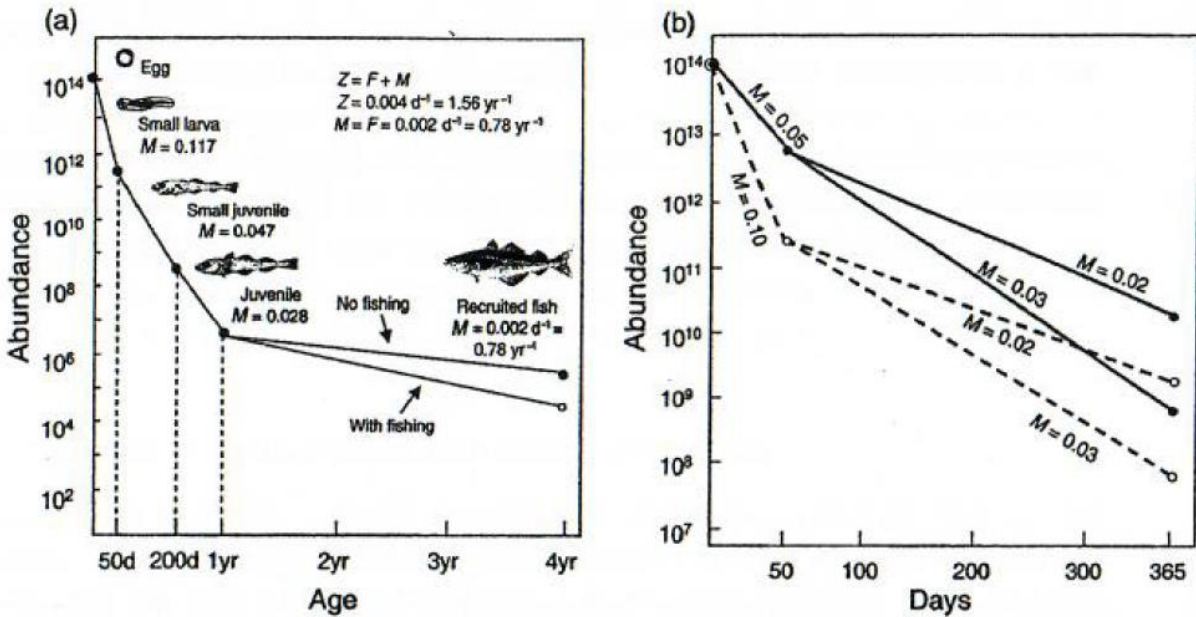 (a)
Abundance
10¹⁴
10¹²
10¹⁰
10⁸
10⁶
10⁴
10²
Egg
Small larva
M = 0.117
Small juvenile
M = 0.047
Juvenile
M = 0.028
Z = F + M
Z = 0.004 d⁻¹ = 1.56 yr⁻¹
M = F = 0.002 d⁻¹ = 0.78 yr⁻¹
No fishing
With fishing
Recruited fish
M = 0.002 d⁻¹ =
0.78 yr⁻¹
50d 200d 1yr 2yr 3yr 4yr
Age
(b)
Abundance
10¹⁴
10¹³
10¹²
10¹¹
10¹⁰
10⁹
10⁸
10⁷
M = 0.05
M = 0.10
M = 0.02
M = 0.03
M = 0.02
M = 0.03
50 100 200 300 365
Days